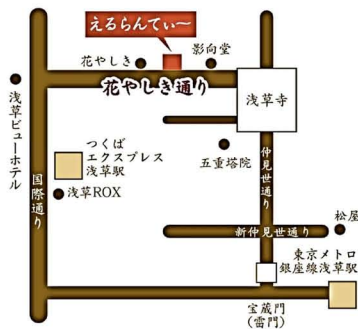 えるらんてぃ〜
花やしき
影向堂
花やしき通り
浅草寺
浅草ビューホテル
つくば
エクスプレス
浅草駅
五重塔院
仲見世通り
国際通り
浅草ROX
松屋
新仲見世通り
東京メトロ
銀座線浅草駅
宝蔵門
(雷門)